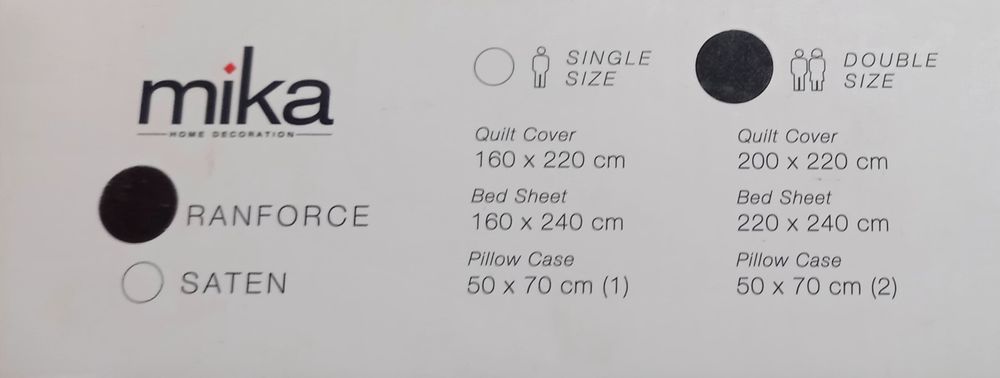 mika
HOME DECORATION
RANFORCE
SATEN
SINGLE
SIZE
Quilt Cover
160 x 220 cm
Bed Sheet
160 x 240 cm
Pillow Case
50 x 70 cm (1)
DOUBLE
SIZE
Quilt Cover
200 x 220 cm
Bed Sheet
220 x 240 cm
Pillow Case
50 x 70 cm (2)